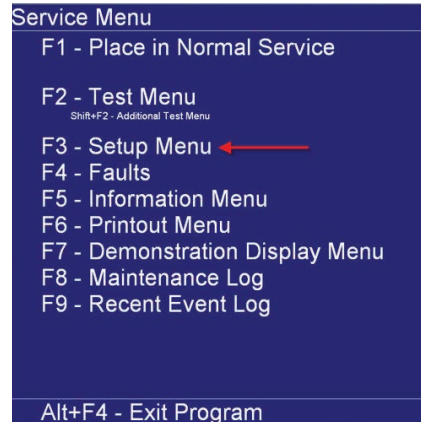 Service Menu
F1 - Place in Normal Service
F2 - Test Menu
Shift+F2 - Additional Test Menu
F3 - Setup Menu
F4 - Faults
F5 - Information Menu
F6 - Printout Menu
F7 - Demonstration Display Menu
F8 - Maintenance Log
F9 - Recent Event Log
Alt+F4 - Exit Program